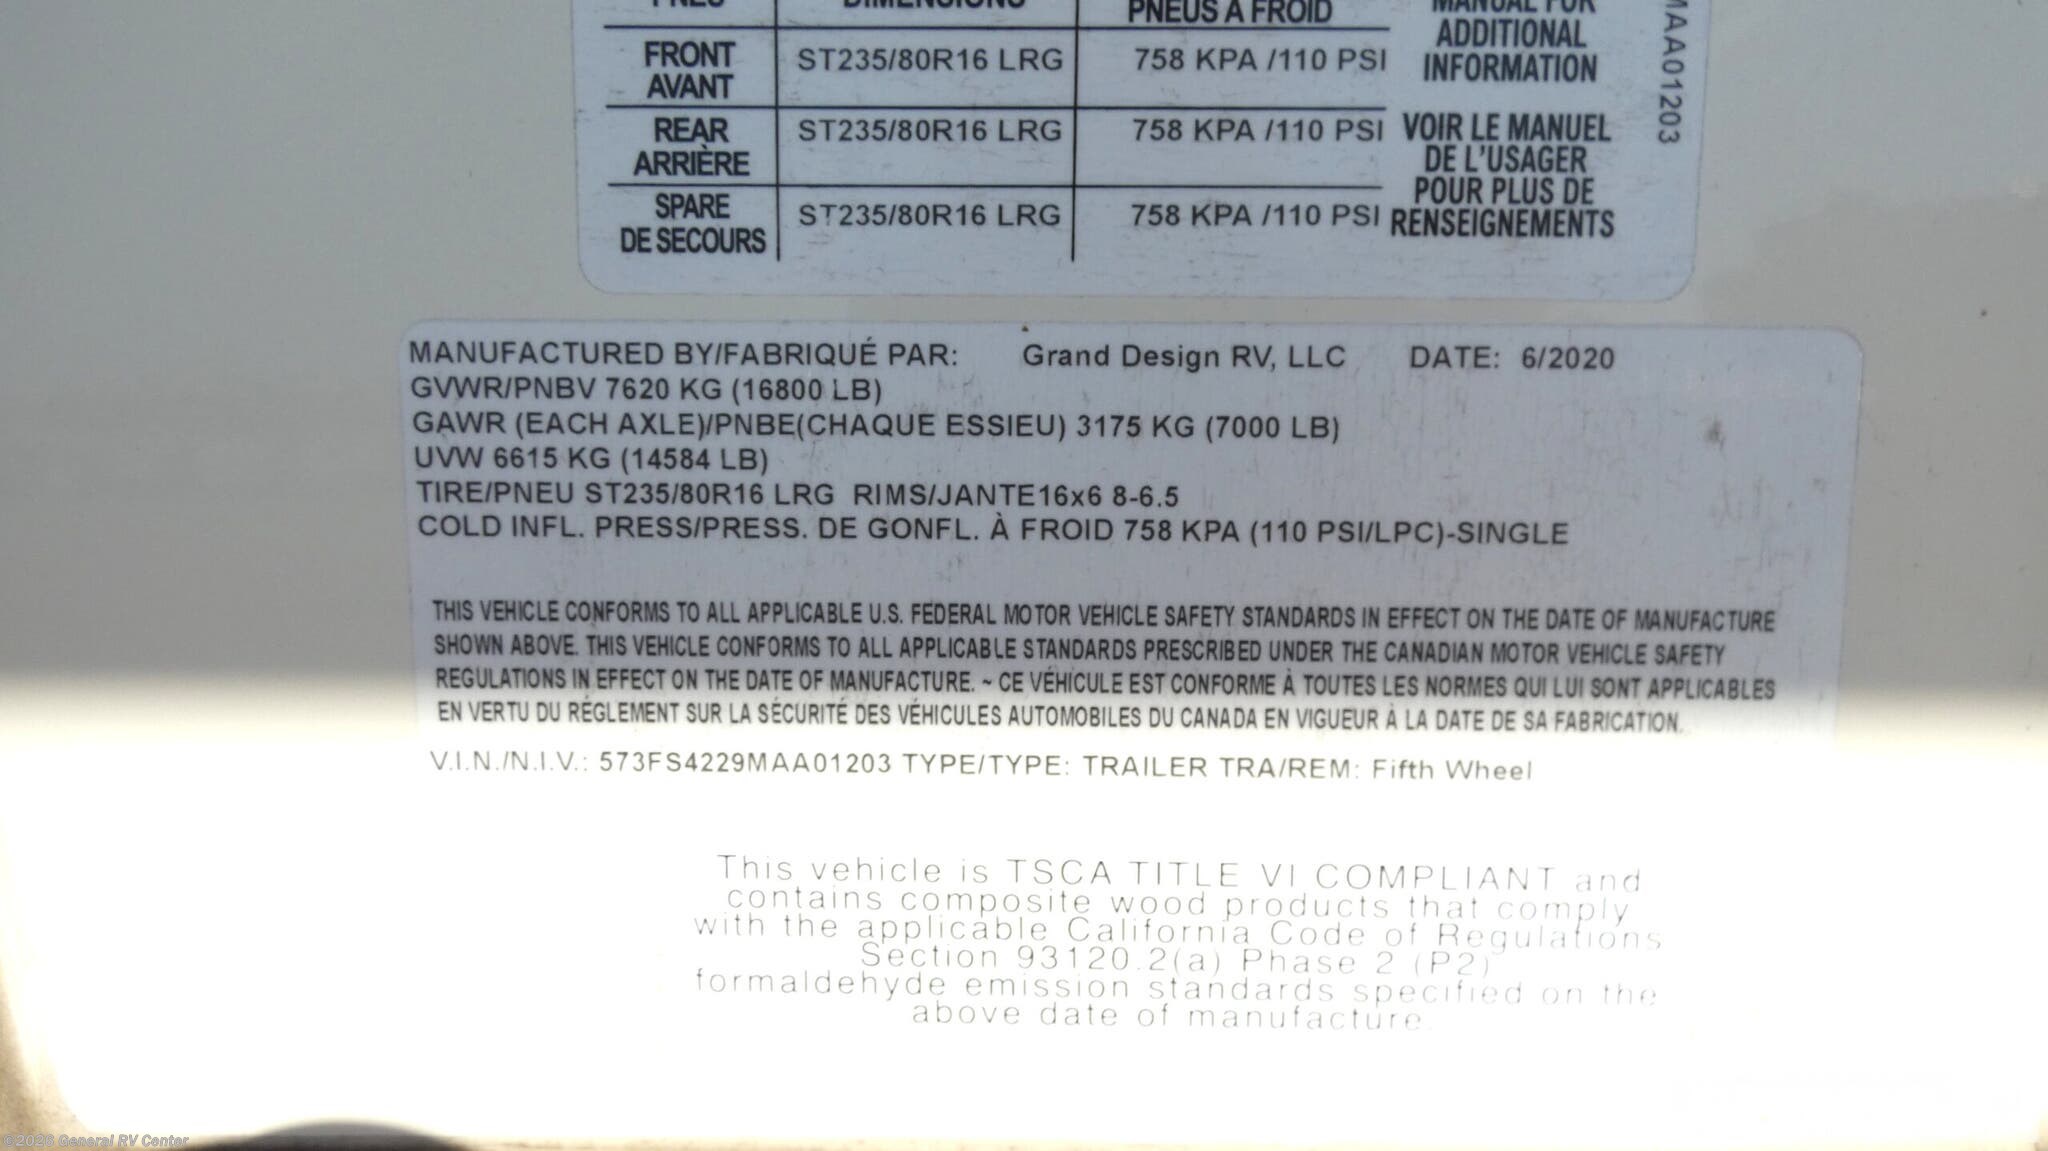 PNEU DIMENSIONS PNEUS À FROID MANUAL FOR
FRONT ST235/80R16 LRG 758 KPA /110 PSI ADDITIONAL
AVANT INFORMATION
REAR ST235/80R16 LRG 758 KPA /110 PSI VOIR LE MANUEL
ARRIÈRE DE L'USAGER
SPARE ST235/80R16 LRG 758 KPA /110 PSI POUR PLUS DE
DE SECOURS RENSEIGNEMENTS
MAA01203
MANUFACTURED BY/FABRIQUÉ PAR: Grand Design RV, LLC DATE: 6/2020
GVWR/PNBV 7620 KG (16800 LB)
GAWR (EACH AXLE)/PNBE(CHAQUE ESSIEU) 3175 KG (7000 LB)
UVW 6615 KG (14584 LB)
TIRE/PNEU ST235/80R16 LRG RIMS/JANTE16x6 8-6.5
COLD INFL. PRESS/PRESS. DE GONFL. À FROID 758 KPA (110 PSI/LPC)-SINGLE
THIS VEHICLE CONFORMS TO ALL APPLICABLE U.S. FEDERAL MOTOR VEHICLE SAFETY STANDARDS IN EFFECT ON THE DATE OF MANUFACTURE
SHOWN ABOVE. THIS VEHICLE CONFORMS TO ALL APPLICABLE STANDARDS PRESCRIBED UNDER THE CANADIAN MOTOR VEHICLE SAFETY
REGULATIONS IN EFFECT ON THE DATE OF MANUFACTURE. ~ CE VÉHICULE EST CONFORME À TOUTES LES NORMES QUI LUI SONT APPLICABLES
EN VERTU DU RÉGLEMENT SUR LA SÉCURITÉ DES VÉHICULES AUTOMOBILES DU CANADA EN VIGUEUR À LA DATE DE SA FABRICATION.
V.I.N./N.I.V.: 573FS4229MAA01203 TYPE/TYPE: TRAILER TRA/REM: Fifth Wheel
This vehicle is TSCA TITLE VI COMPLIANT and
contains composite wood products that comply
with the applicable California Code of Regulations
Section 93120.2(a) Phase 2 (P2)
formaldehyde emission standards specified on the
above date of manufacture.
General RV Center